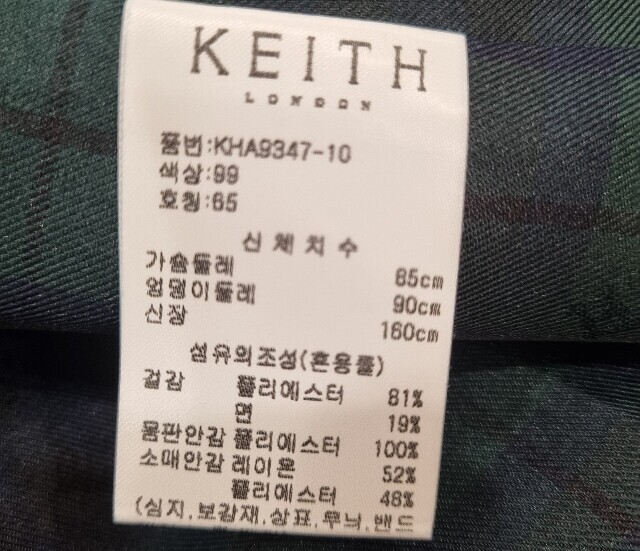 KEITH
LONDON
품번:KHA9347-10
색상:99
호칭:65
신체치수
가슴둘레 85cm
엉덩이둘레 90cm
신장 160cm
섬유의조성(혼용률)
겉감 폴리에스터 81%
면 19%
몸판안감 폴리에스터 100%
소매안감 레이온 52%
폴리에스터 48%
(심지,보강재,상표,무늬,밴드